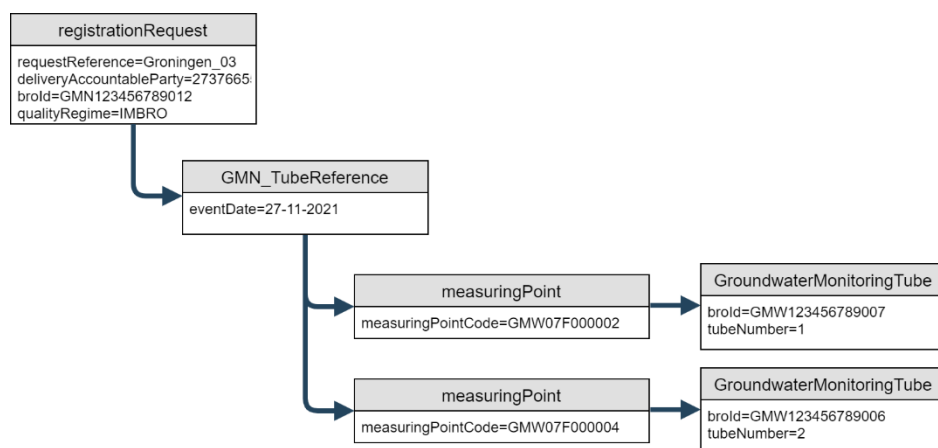 registrationRequest
requestReference=Groningen_03
deliveryAccountableParty=2737665
broId=GMN123456789012
qualityRegime=IMBRO
GMN_TubeReference
eventDate=27-11-2021
measuringPoint
measuringPointCode=GMW07F000002
GroundwaterMonitoringTube
broId=GMW123456789007
tubeNumber=1
measuringPoint
measuringPointCode=GMW07F000004
GroundwaterMonitoringTube
broId=GMW123456789006
tubeNumber=2